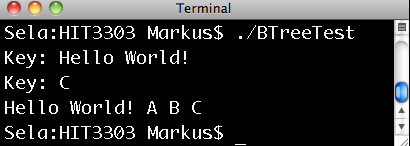 Terminal
Sela:HIT3303 Markus$ ./BTreeTest
Key: Hello World!
Key: C
Hello World! A B C
Sela:HIT3303 Markus$ _